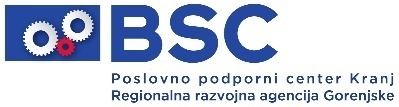 BSC
Poslovno podporni center Kranj
Regionalna razvojna agencija Gorenjske